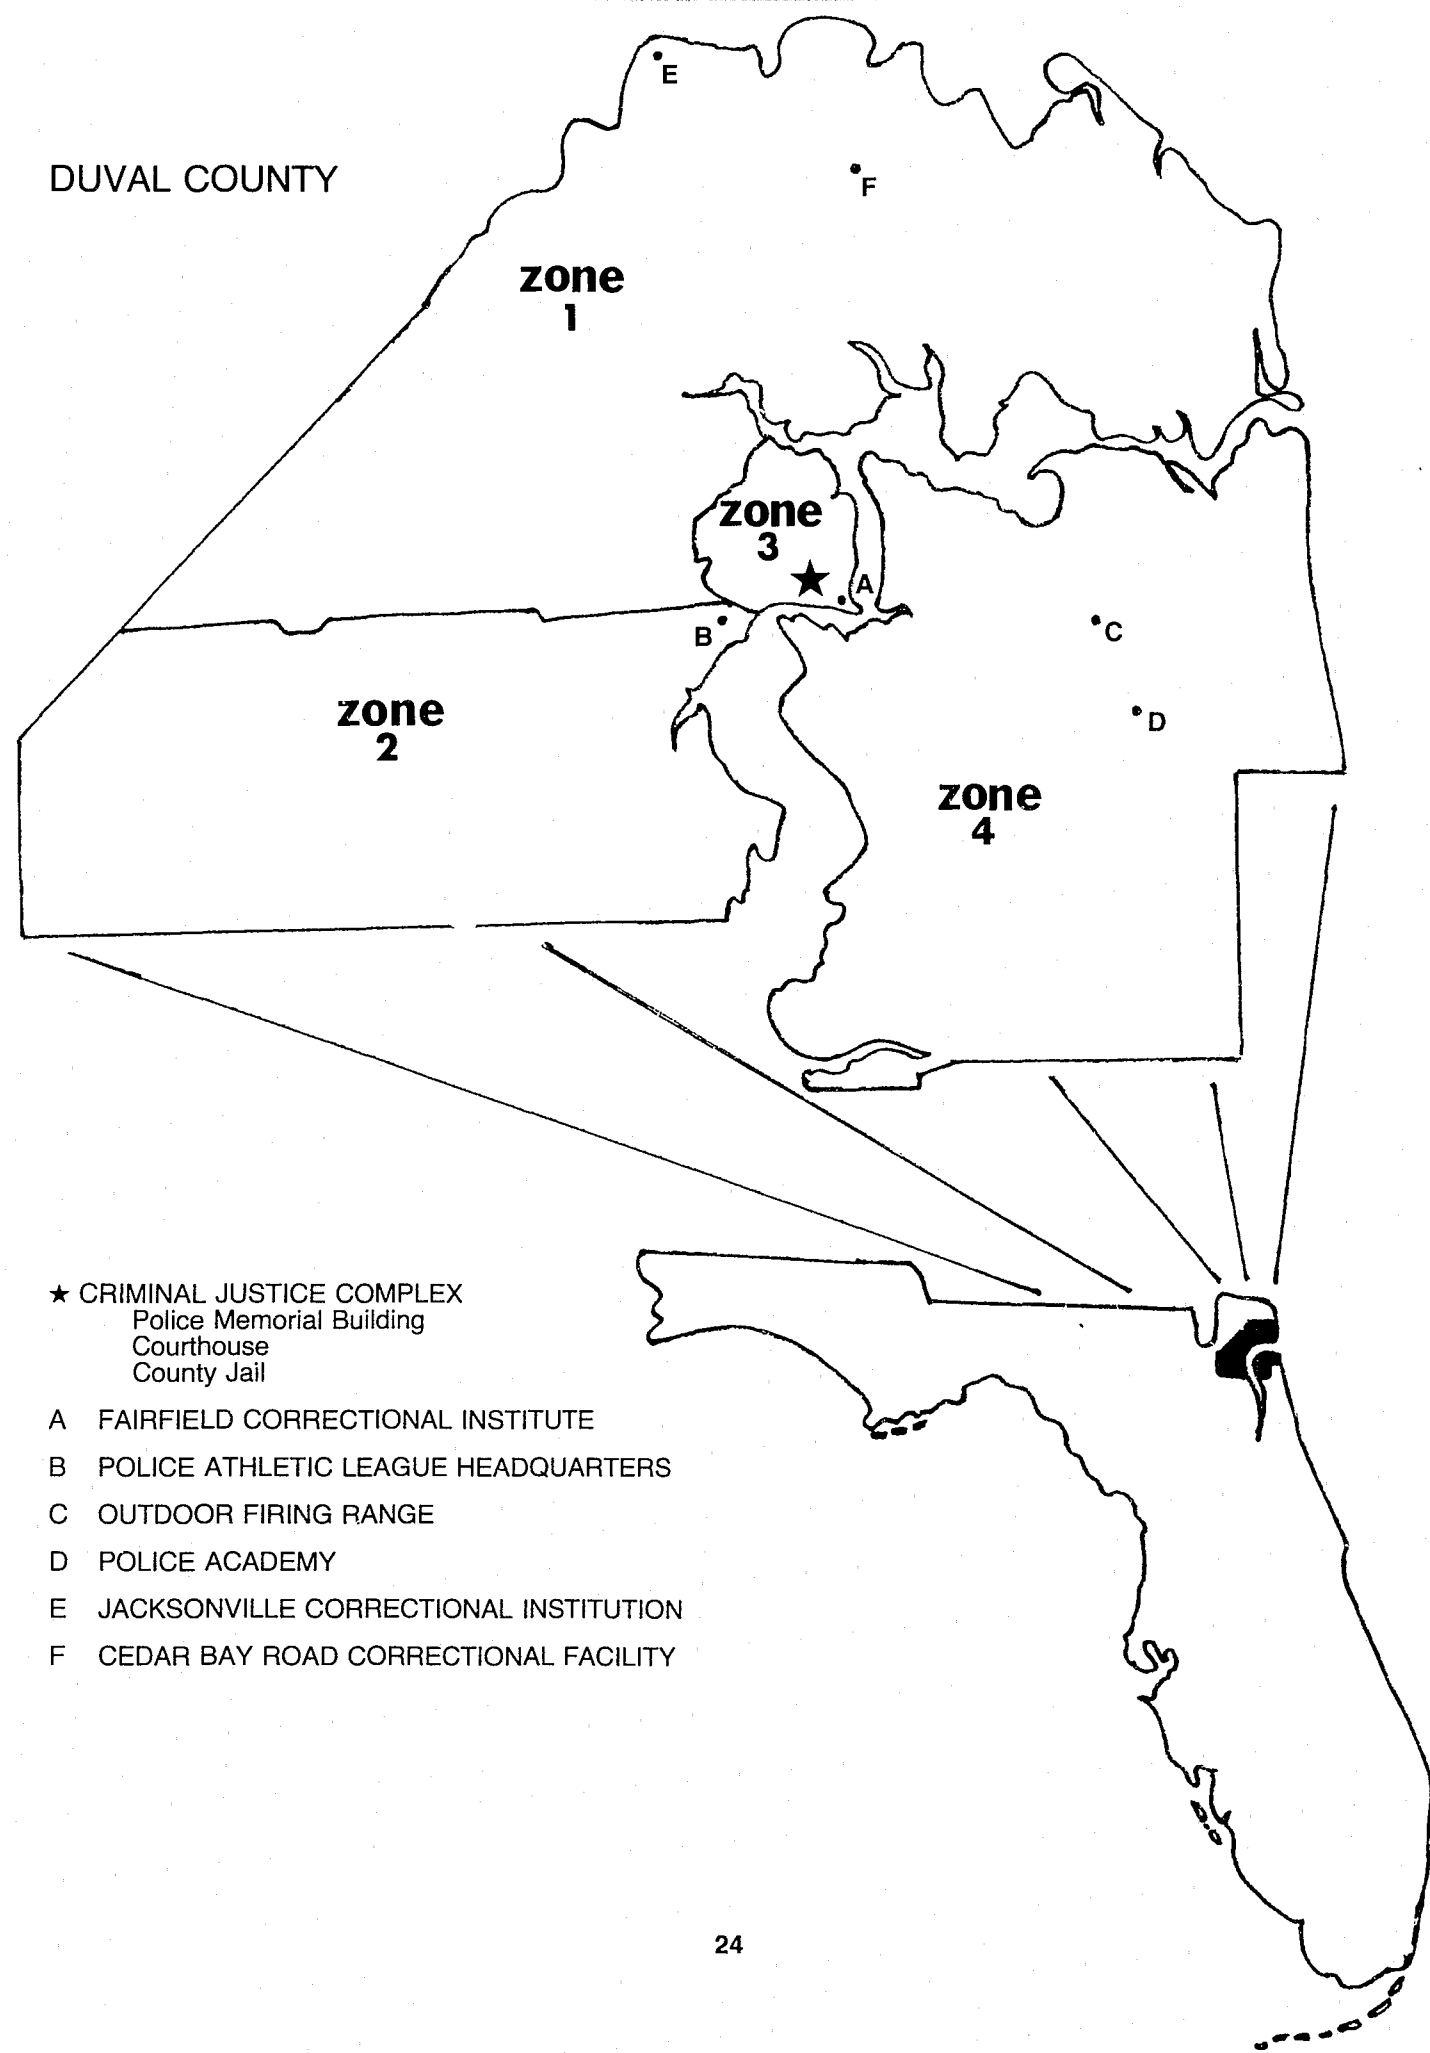 E
DUVAL COUNTY
F
zone
1
zone
3
★
A
B
C
zone
2
D
zone
4
★ CRIMINAL JUSTICE COMPLEX
Police Memorial Building
Courthouse
County Jail
A FAIRFIELD CORRECTIONAL INSTITUTE
B POLICE ATHLETIC LEAGUE HEADQUARTERS
C OUTDOOR FIRING RANGE
D POLICE ACADEMY
E JACKSONVILLE CORRECTIONAL INSTITUTION
F CEDAR BAY ROAD CORRECTIONAL FACILITY
24